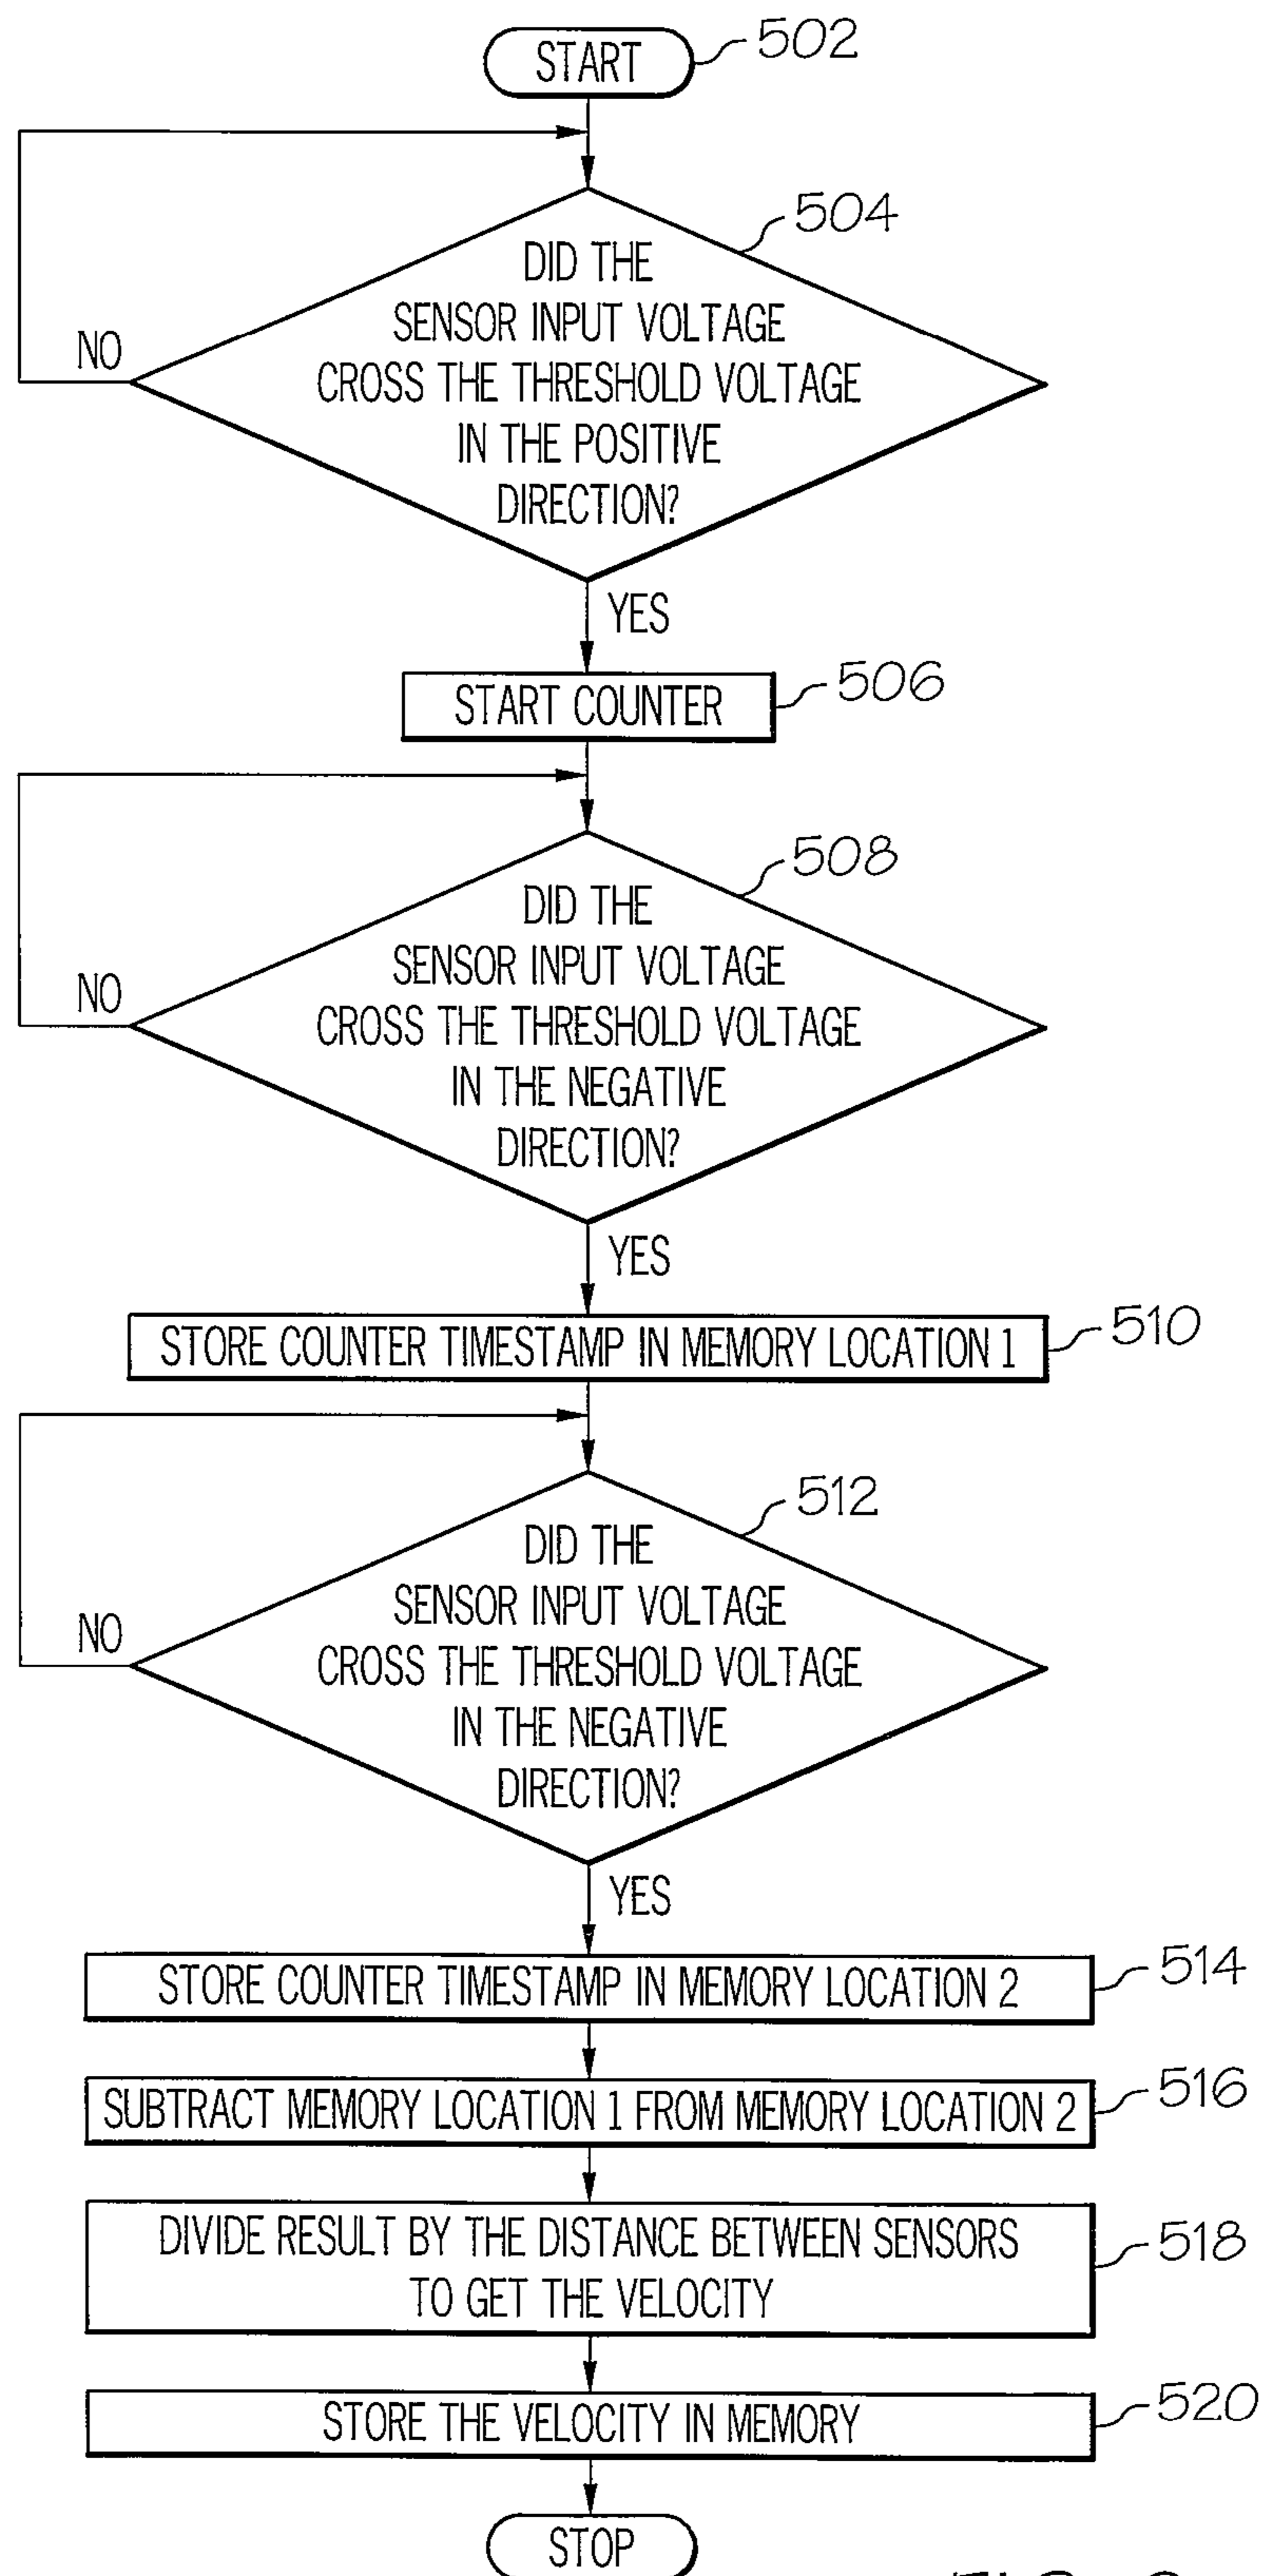 START
502
504
DID THE
SENSOR INPUT VOLTAGE
CROSS THE THRESHOLD VOLTAGE
IN THE POSITIVE
DIRECTION?
NO
YES
START COUNTER
506
508
DID THE
SENSOR INPUT VOLTAGE
CROSS THE THRESHOLD VOLTAGE
IN THE NEGATIVE
DIRECTION?
NO
YES
STORE COUNTER TIMESTAMP IN MEMORY LOCATION 1
510
512
DID THE
SENSOR INPUT VOLTAGE
CROSS THE THRESHOLD VOLTAGE
IN THE NEGATIVE
DIRECTION?
NO
YES
STORE COUNTER TIMESTAMP IN MEMORY LOCATION 2
514
SUBTRACT MEMORY LOCATION 1 FROM MEMORY LOCATION 2
516
DIVIDE RESULT BY THE DISTANCE BETWEEN SENSORS
TO GET THE VELOCITY
518
STORE THE VELOCITY IN MEMORY
520
STOP